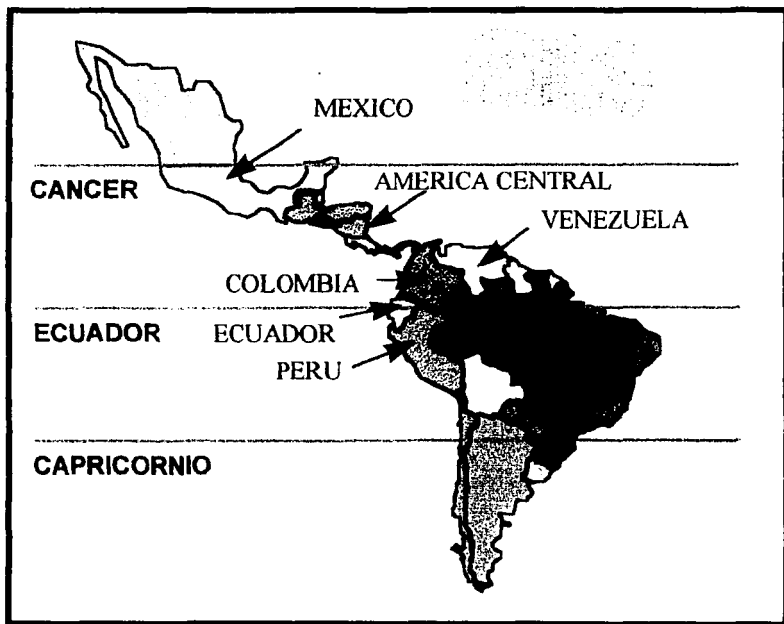 MEXICO
CANCER
AMERICA CENTRAL
VENEZUELA
COLOMBIA
ECUADOR
ECUADOR
PERU
CAPRICORNIO